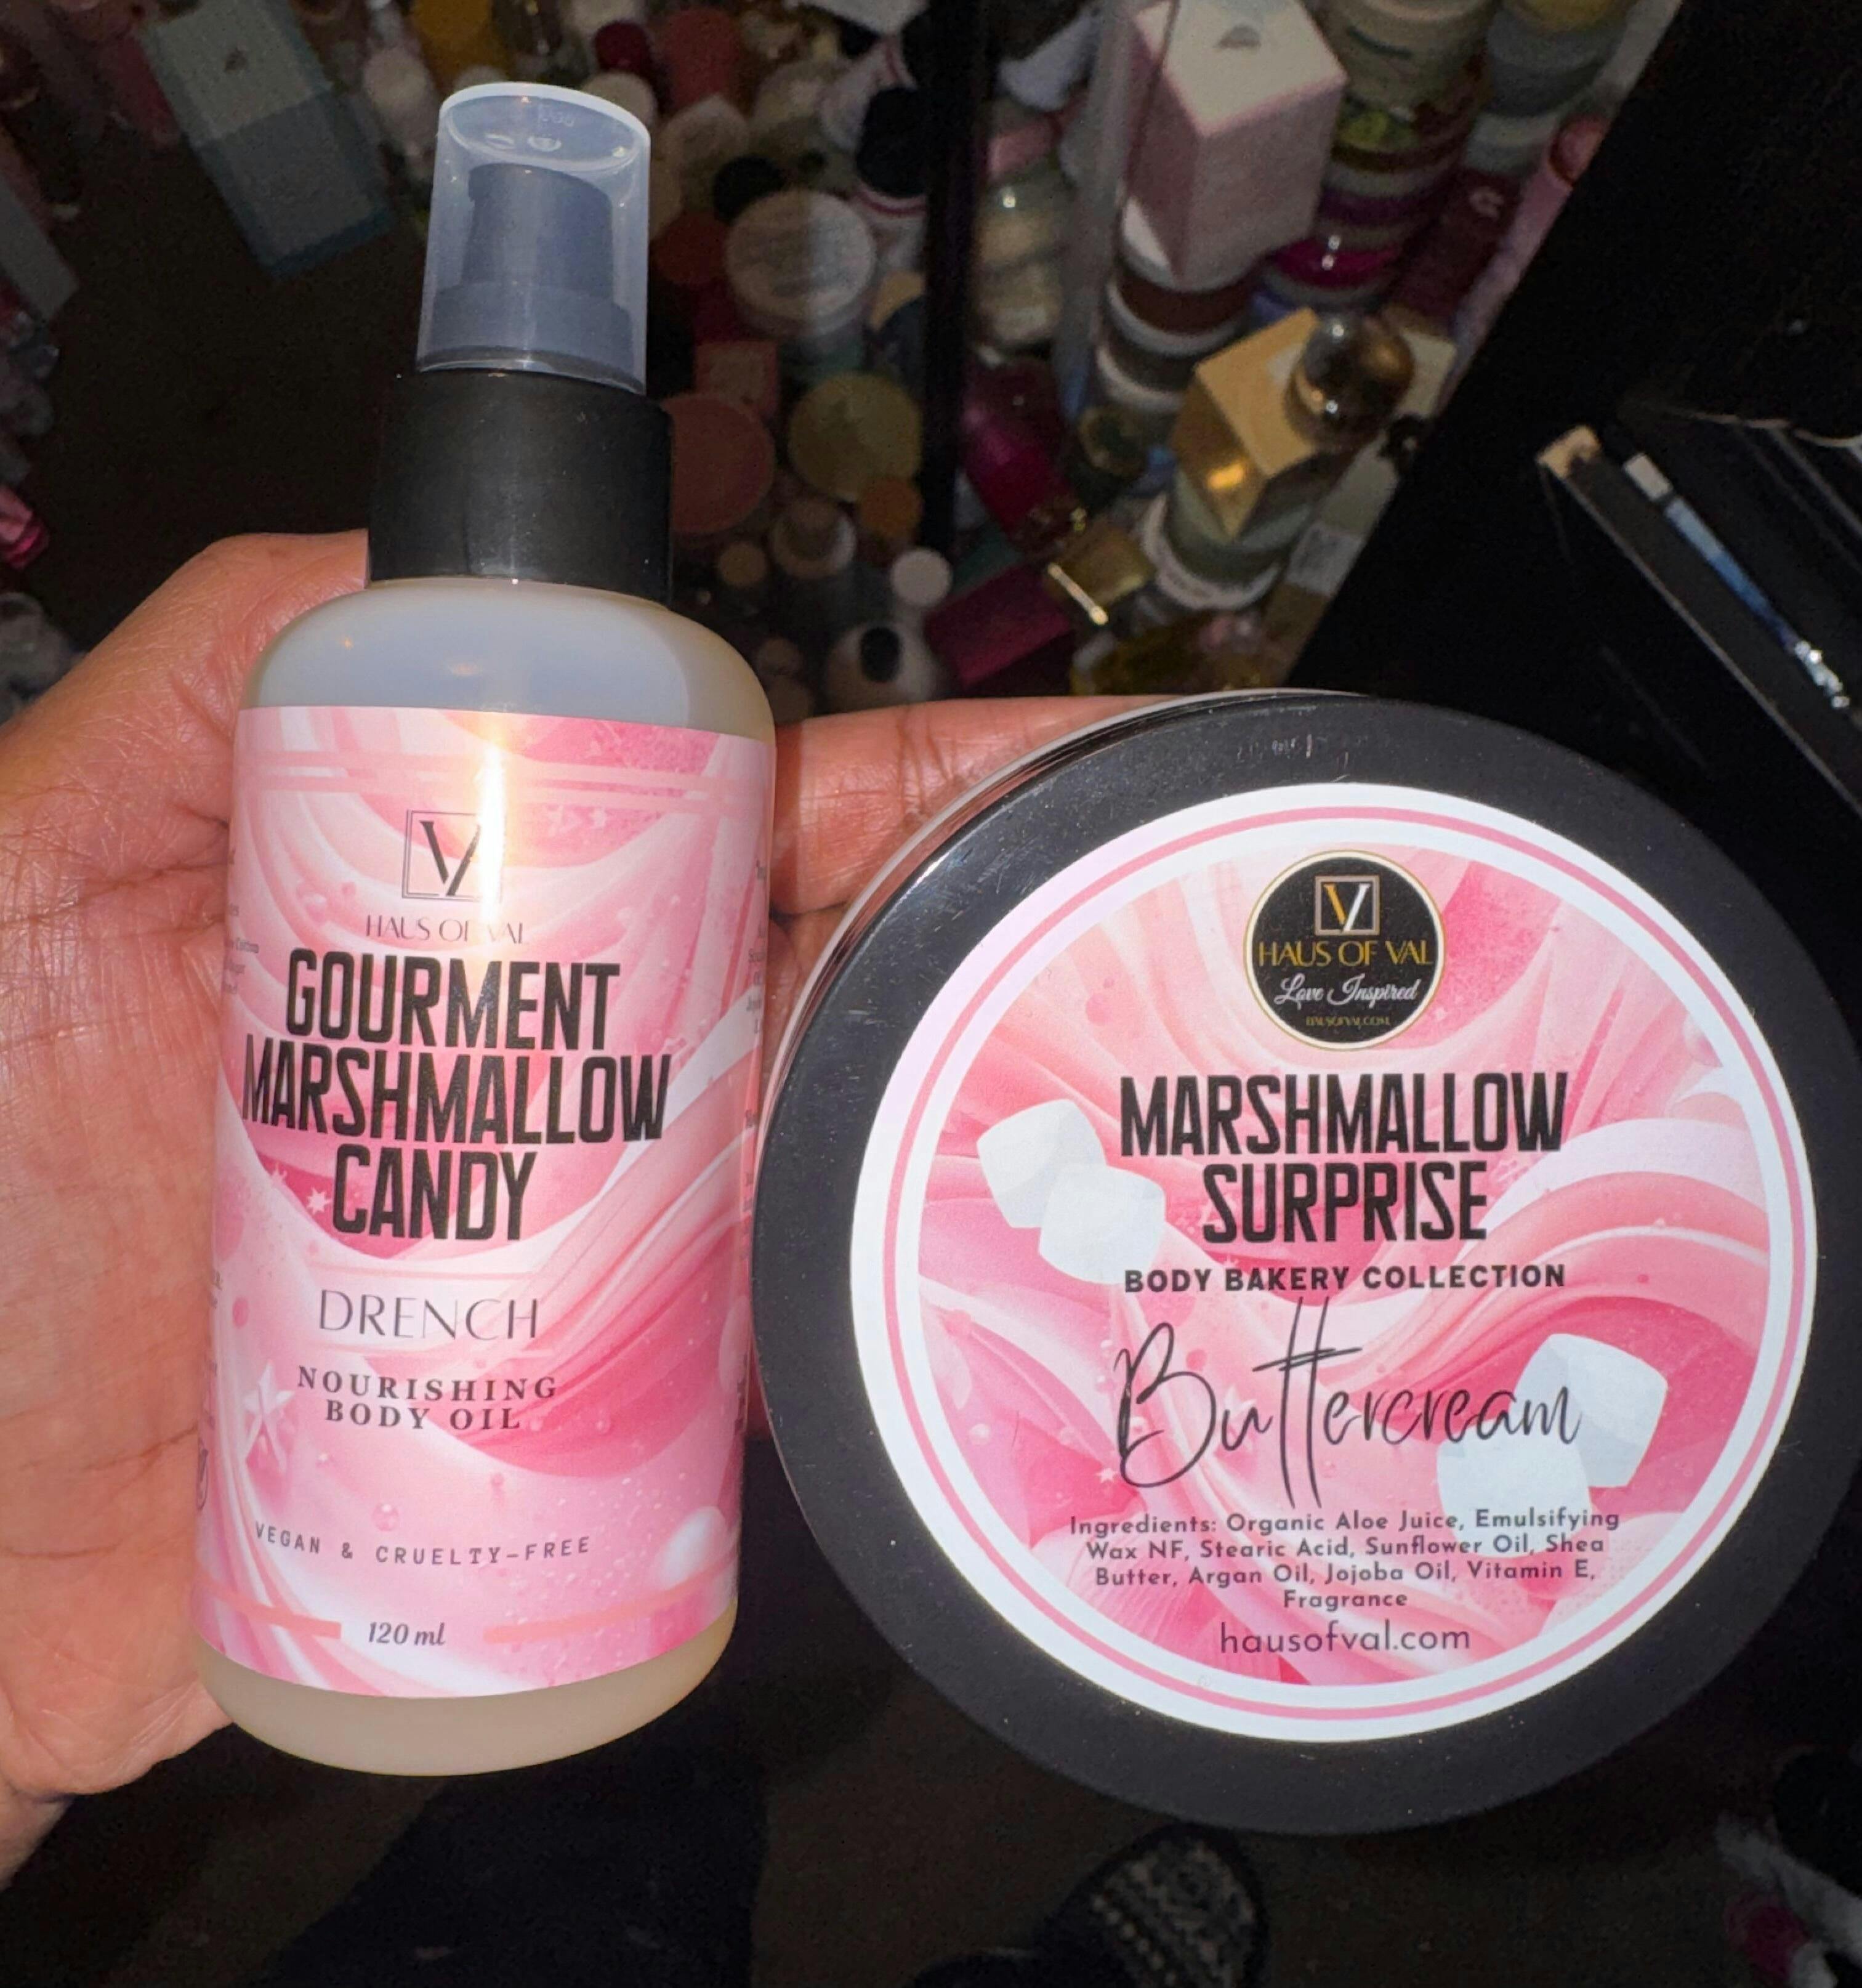 V
HAUS OF VAL
GOURMENT
MARSHMALLOW
CANDY
DRENCH
NOURISHING
BODY OIL
VEGAN & CRUELTY-FREE
120 ml
V
HAUS OF VAL
Love Inspired
HAUSOFVAL.COM
MARSHMALLOW
SURPRISE
BODY BAKERY COLLECTION
Buttercream
Ingredients: Organic Aloe Juice, Emulsifying
Wax NF, Stearic Acid, Sunflower Oil, Shea
Butter, Argan Oil, Jojoba Oil, Vitamin E,
Fragrance
hausofval.com